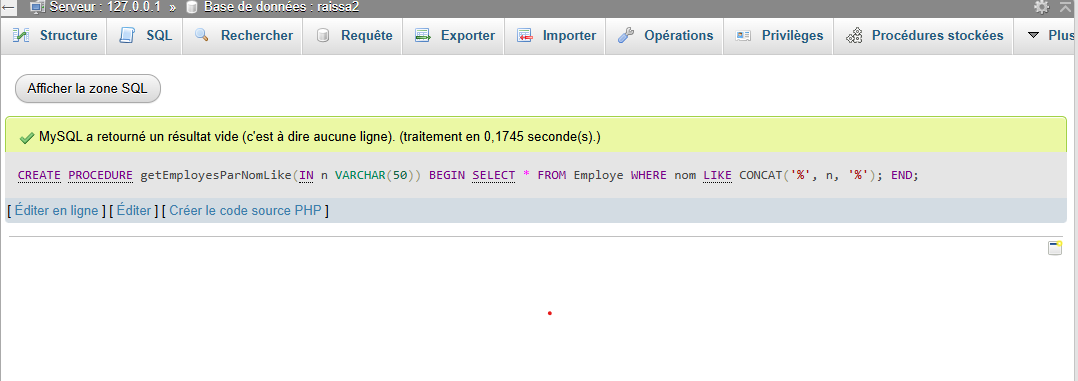 Serveur : 127.0.0.1 » Base de données : raissa2
Structure SQL Rechercher Requête Exporter Importer Opérations Privilèges Procédures stockées Plus
Afficher la zone SQL
MySQL a retourné un résultat vide (c'est à dire aucune ligne). (traitement en 0,1745 seconde(s).)
CREATE PROCEDURE getEmployesParNomLike(IN n VARCHAR(50)) BEGIN SELECT * FROM Employe WHERE nom LIKE CONCAT('%', n, '%'); END;
[ Éditer en ligne ] [ Éditer ] [ Créer le code source PHP ]